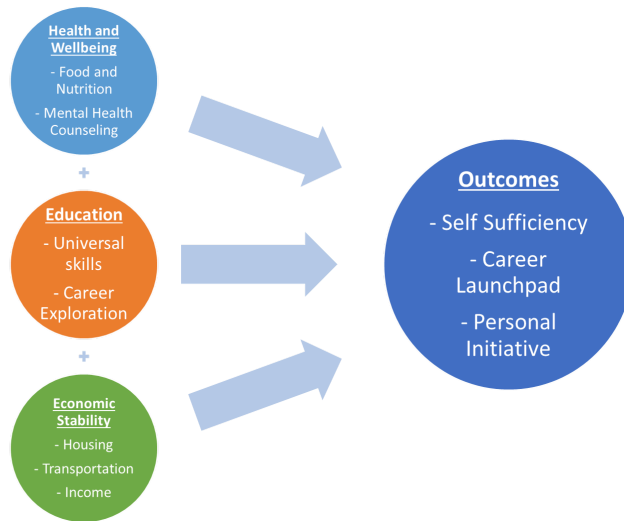 Health and
Wellbeing
- Food and
Nutrition
- Mental Health
Counseling
+
Education
- Universal
skills
- Career
Exploration
+
Economic
Stability
- Housing
- Transportation
- Income
Outcomes
- Self Sufficiency
- Career
Launchpad
- Personal
Initiative